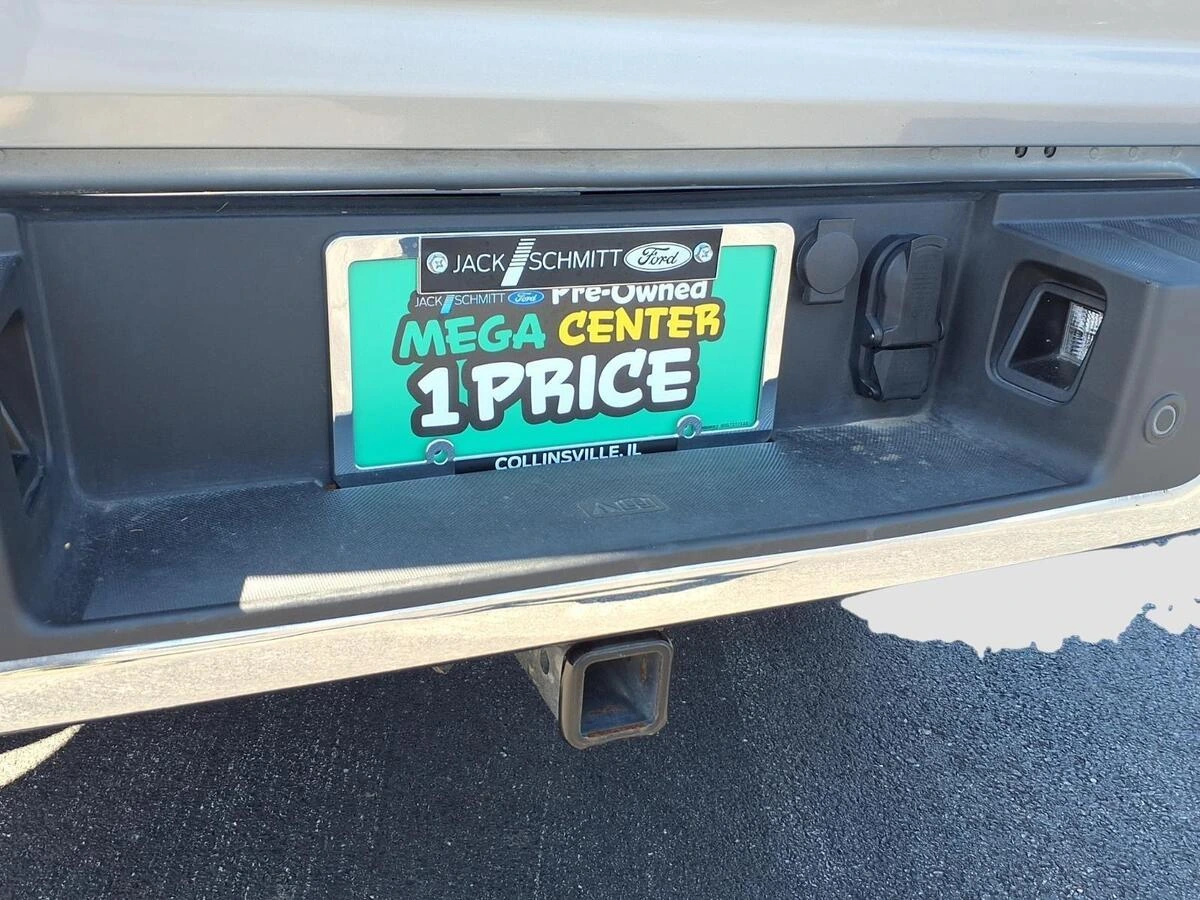 JACK SCHMITT Ford
JACK SCHMITT Ford Pre-Owned
MEGA CENTER
1 PRICE
COLLINSVILLE, IL